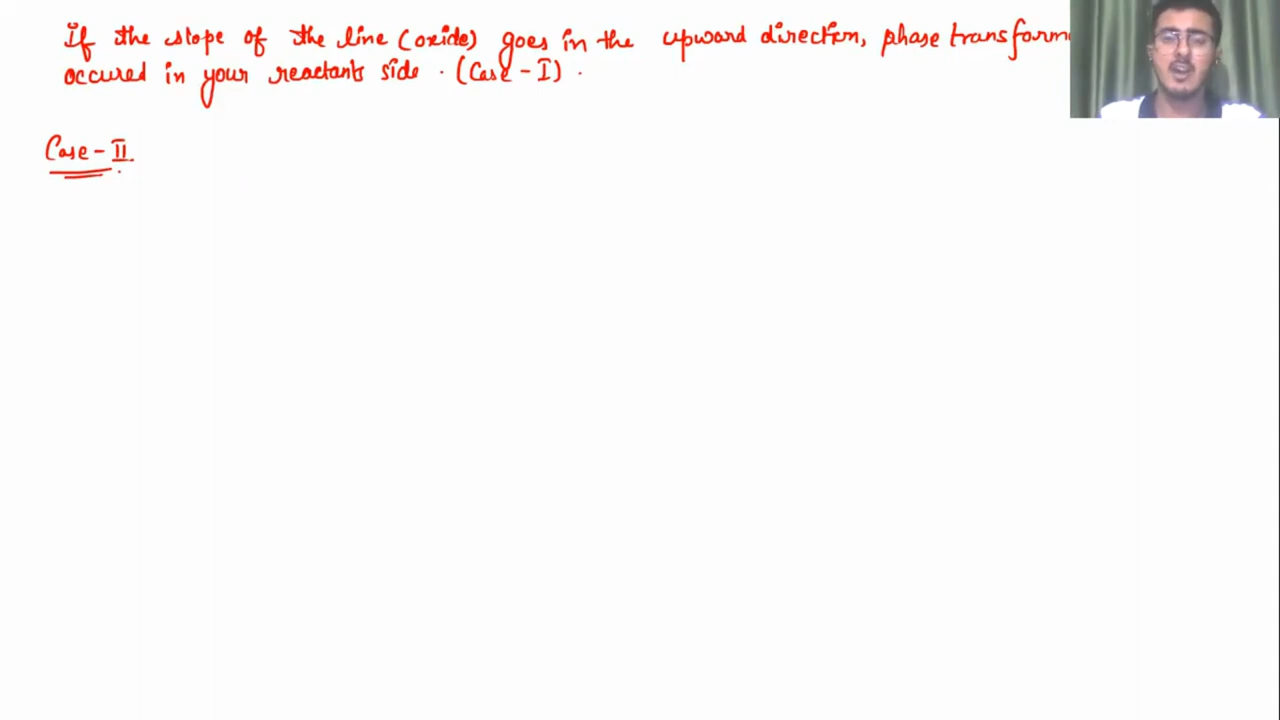 If the slope of the line (oxide) goes in the upward direction, phase transform
occured in your reactants side . (Case - I) .
Case - II